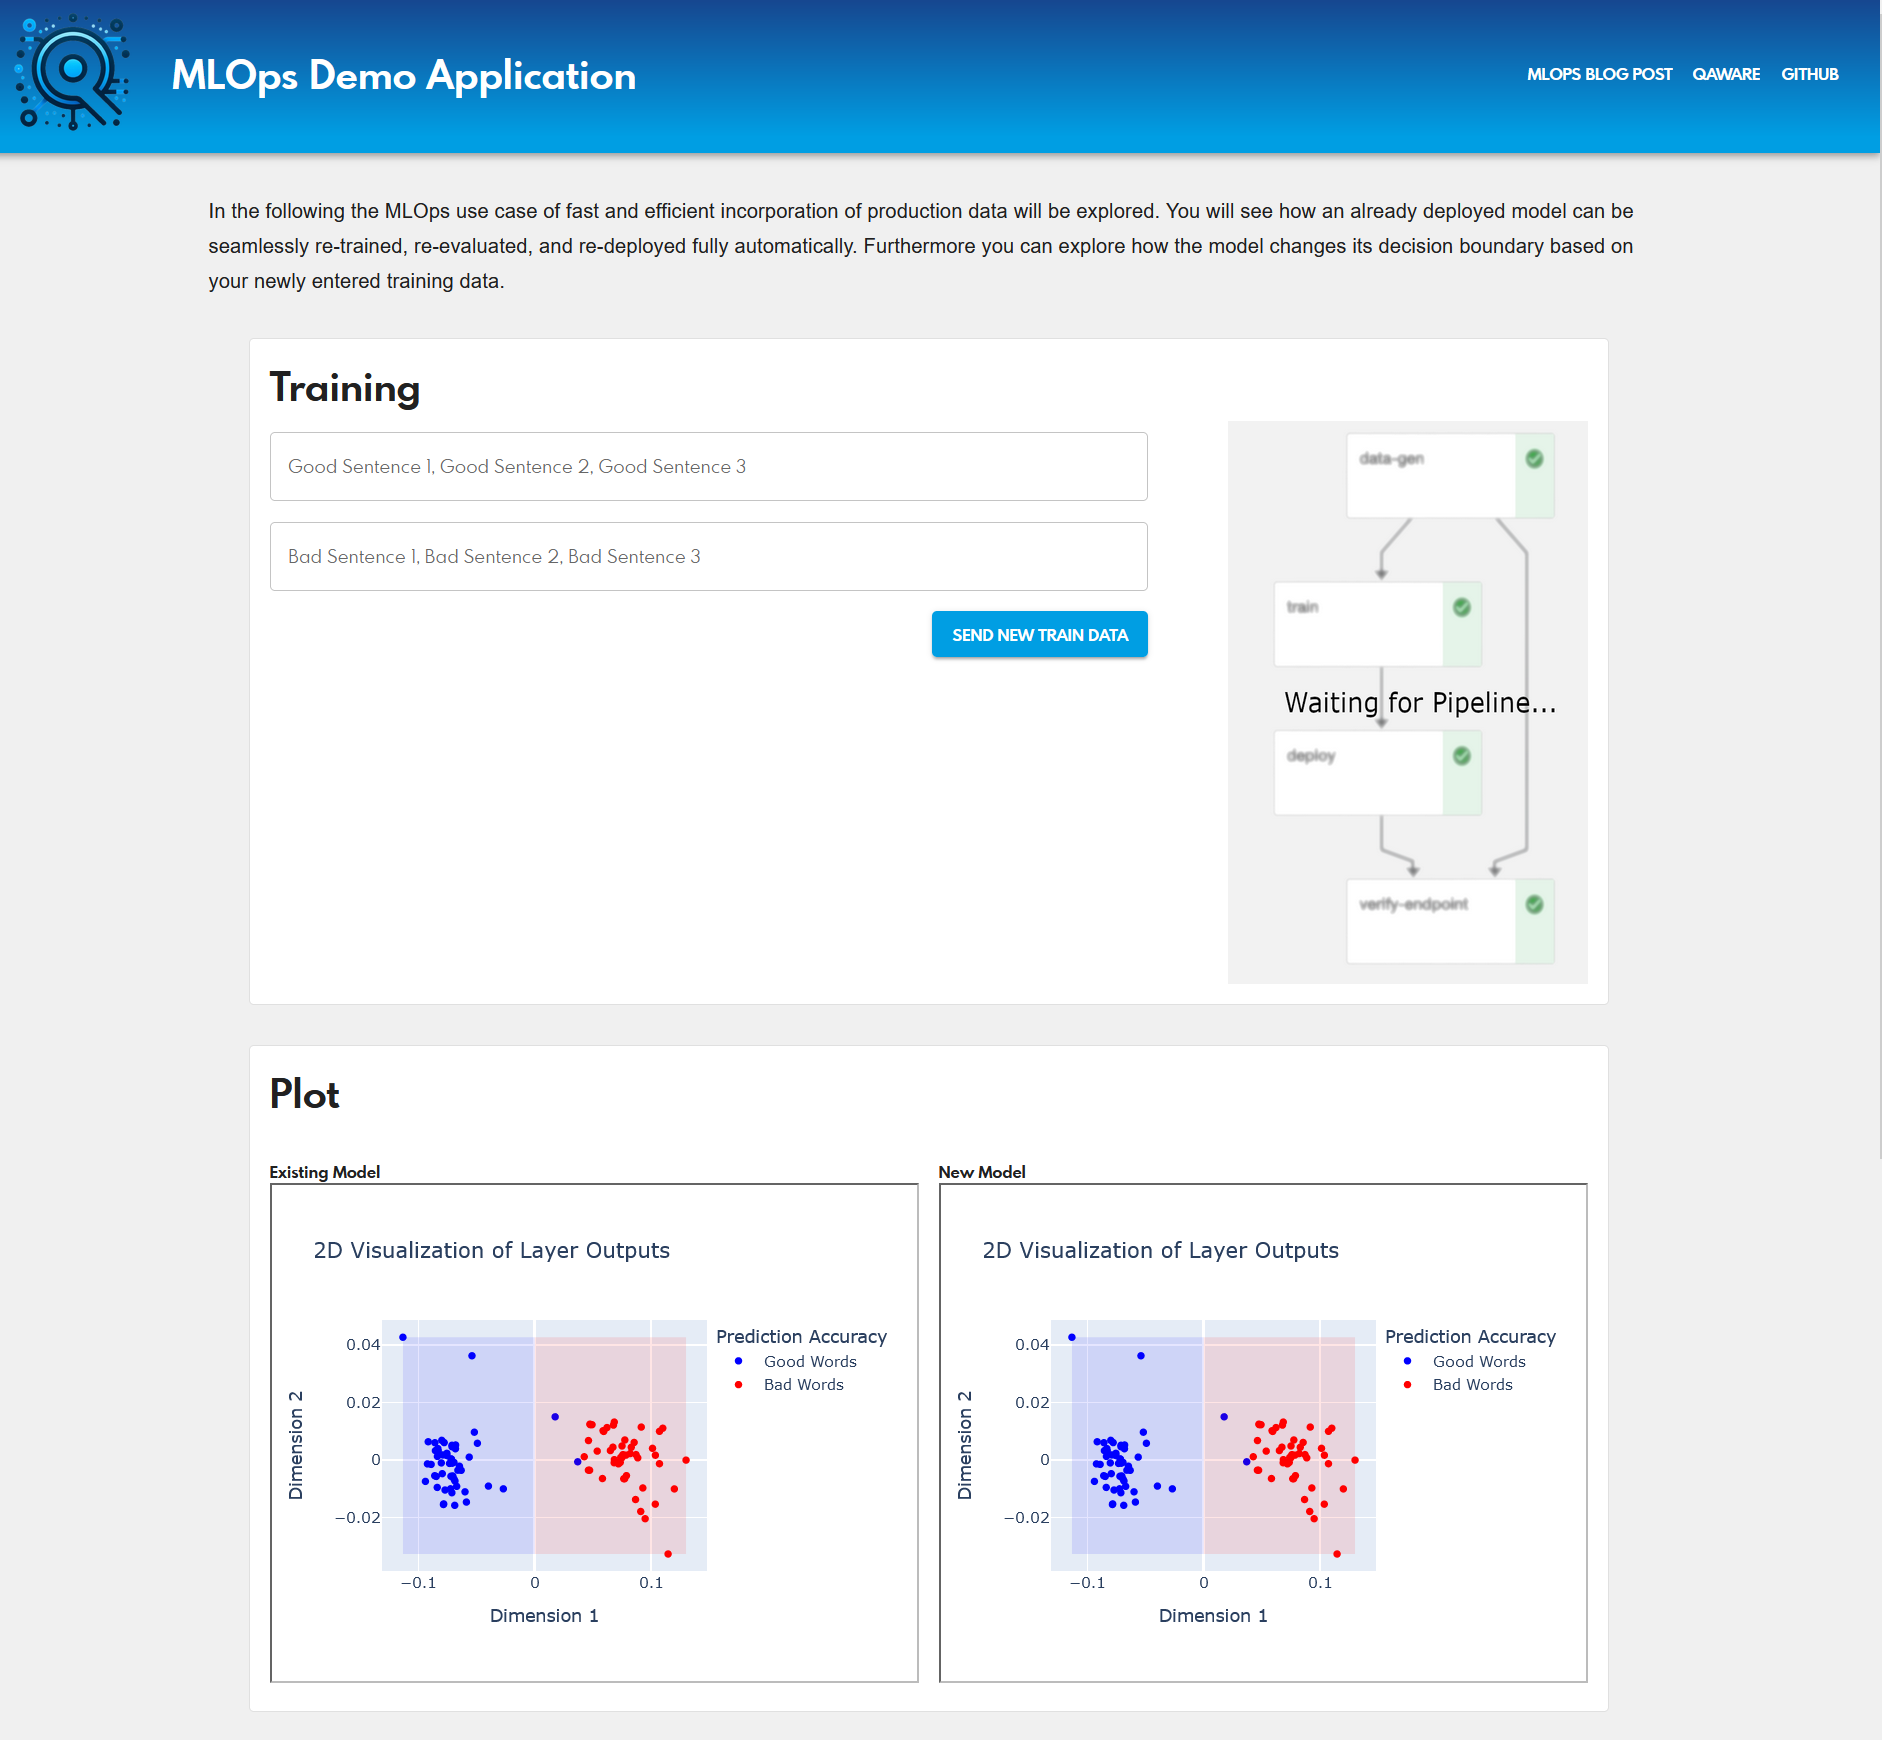 MLOps Demo Application
MLOPS BLOG POST QAWARE GITHUB
In the following the MLOps use case of fast and efficient incorporation of production data will be explored. You will see how an already deployed model can be
seamlessly re-trained, re-evaluated, and re-deployed fully automatically. Furthermore you can explore how the model changes its decision boundary based on
your newly entered training data.
Training
Good Sentence 1, Good Sentence 2, Good Sentence 3
Bad Sentence 1, Bad Sentence 2, Bad Sentence 3
SEND NEW TRAIN DATA
data-gen
train
Waiting for Pipeline...
deploy
verify-endpoint
Plot
Existing Model
2D Visualization of Layer Outputs
Prediction Accuracy
Good Words
Bad Words
0.04
0.02
0
−0.02
Dimension 2
−0.1
0
0.1
Dimension 1
New Model
2D Visualization of Layer Outputs
Prediction Accuracy
Good Words
Bad Words
0.04
0.02
0
−0.02
Dimension 2
−0.1
0
0.1
Dimension 1